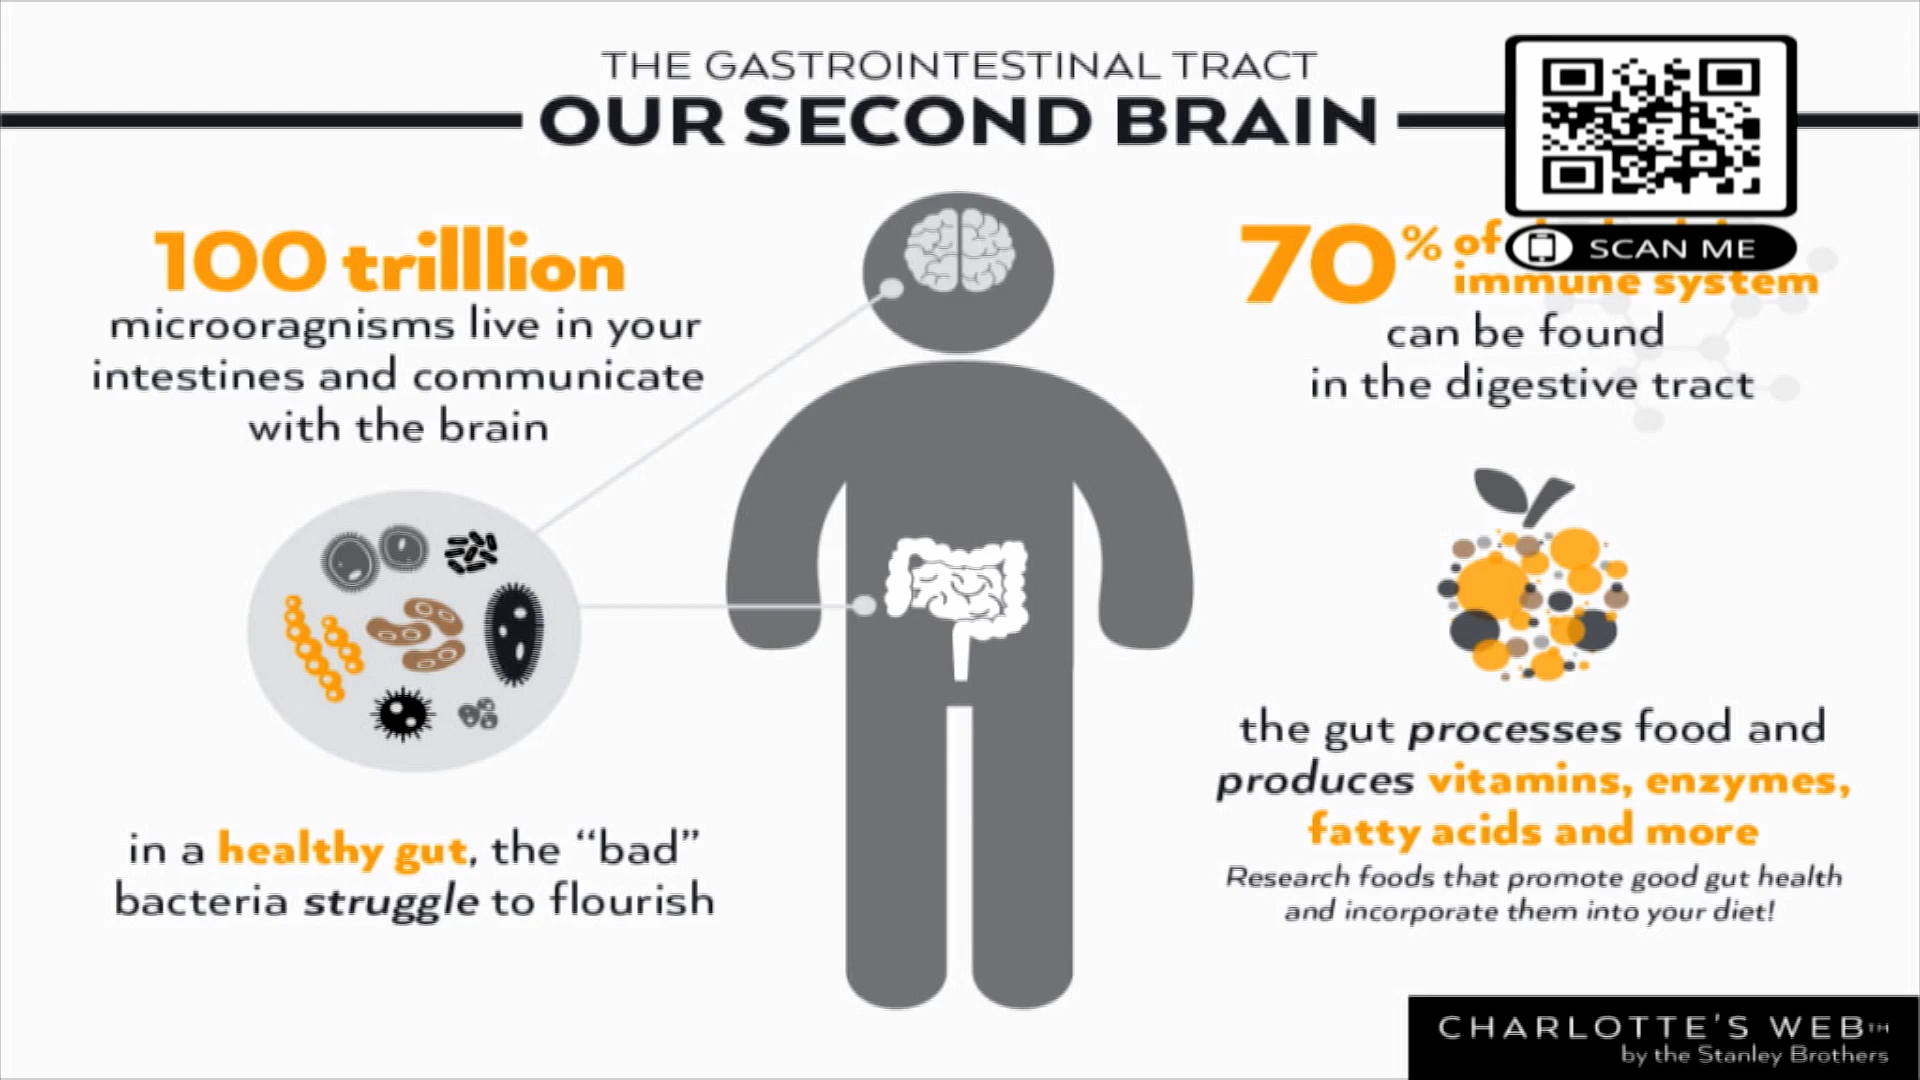 THE GASTROINTESTINAL TRACT
OUR SECOND BRAIN
100 trilllion
microoragnisms live in your
intestines and communicate
with the brain
in a healthy gut, the “bad”
bacteria struggle to flourish
SCAN ME
70% of
immune system
can be found
in the digestive tract
the gut processes food and
produces vitamins, enzymes,
fatty acids and more
Research foods that promote good gut health
and incorporate them into your diet!
CHARLOTTE'S WEB™
by the Stanley Brothers